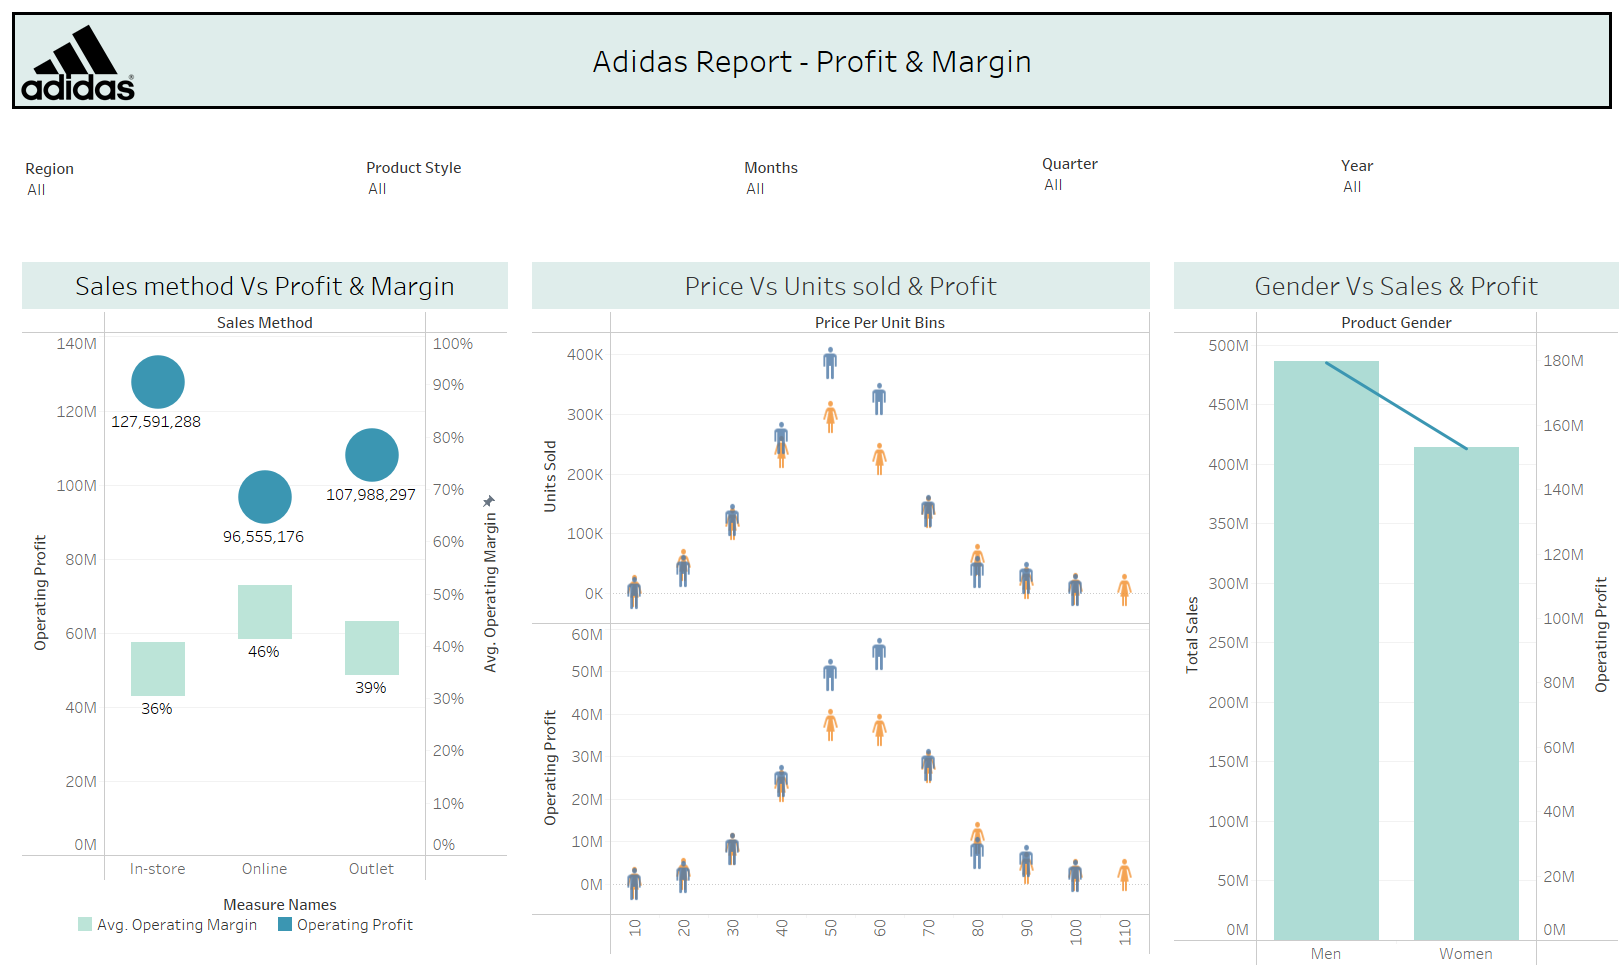 adidas
Adidas Report - Profit & Margin
Region
All
Product Style
All
Months
All
Quarter
All
Year
All
Sales method Vs Profit & Margin
Sales Method
140M
120M
100M
80M
60M
40M
20M
0M
Operating Profit
127,591,288
96,555,176
107,988,297
36%
46%
39%
100%
90%
80%
70%
60%
50%
40%
30%
20%
10%
0%
Avg. Operating Margin
In-store
Online
Outlet
Measure Names
Avg. Operating Margin
Operating Profit
Price Vs Units sold & Profit
Price Per Unit Bins
400K
300K
200K
100K
0K
Units Sold
60M
50M
40M
30M
20M
10M
0M
Operating Profit
10
20
30
40
50
60
70
80
90
100
110
Gender Vs Sales & Profit
Product Gender
500M
450M
400M
350M
300M
250M
200M
150M
100M
50M
0M
Total Sales
180M
160M
140M
120M
100M
80M
60M
40M
20M
0M
Operating Profit
Men
Women